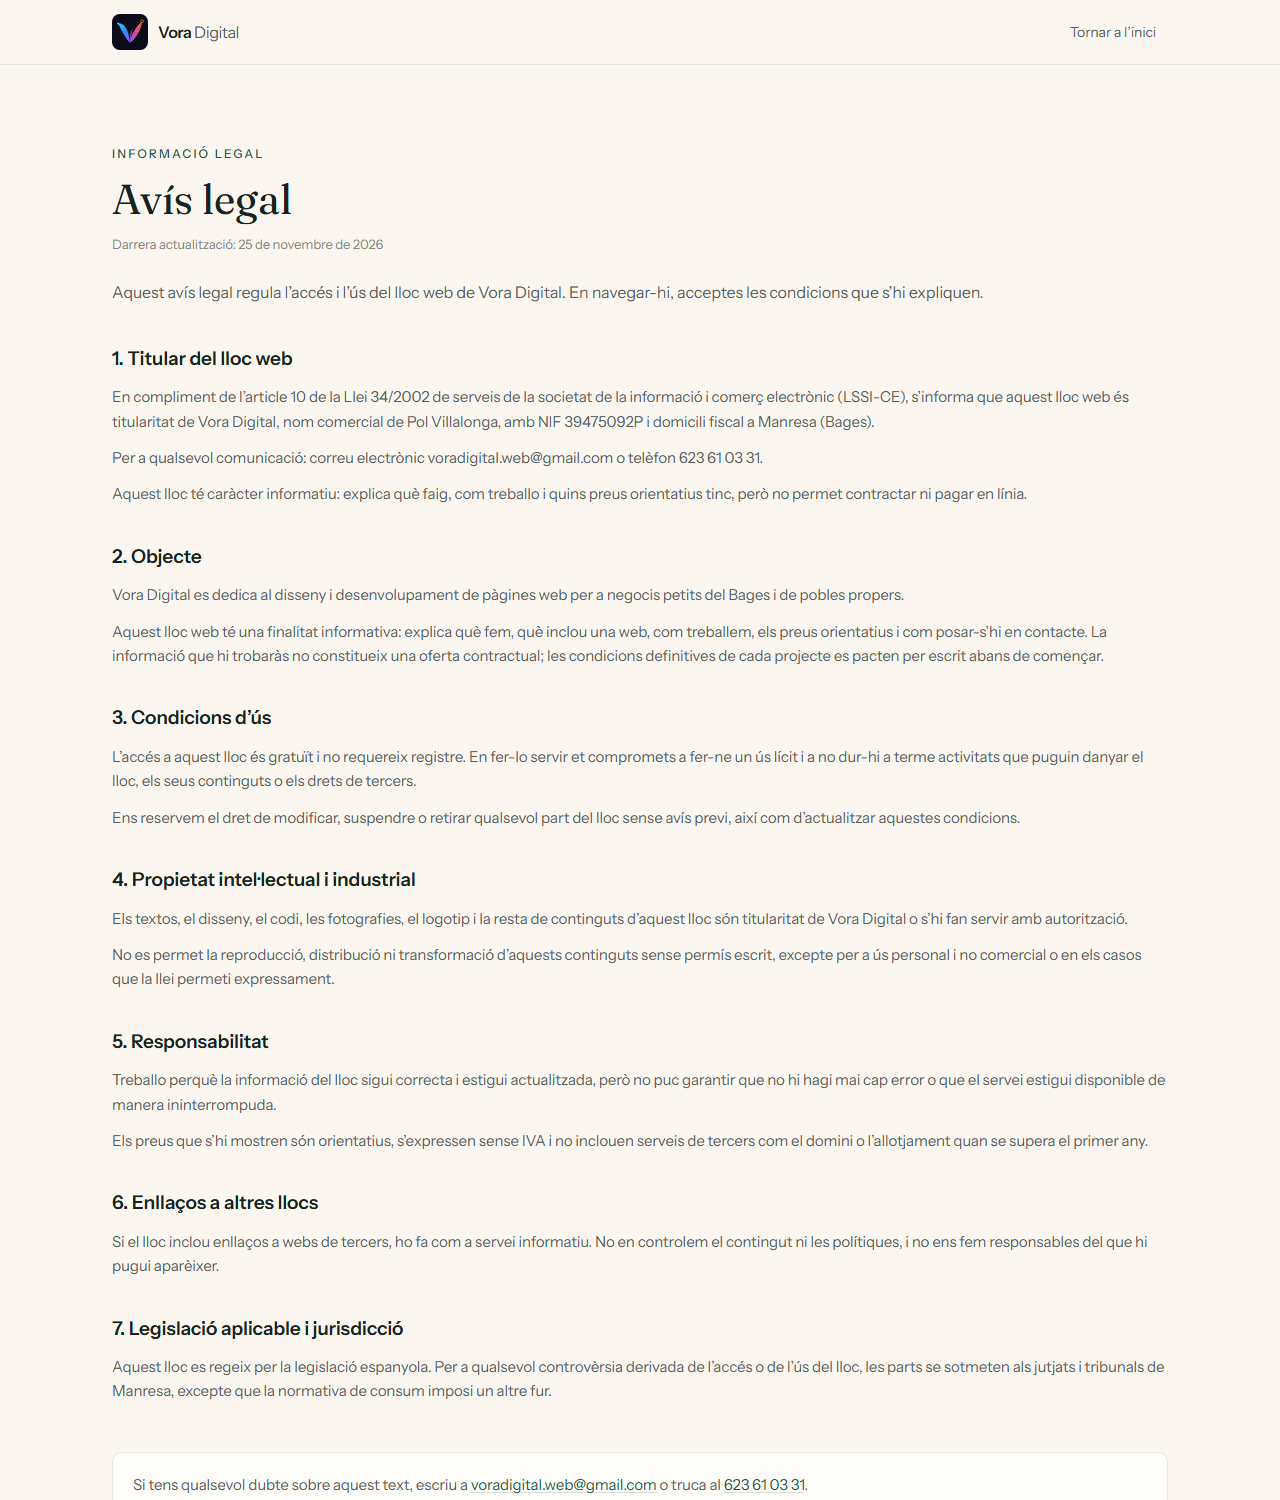 Vora Digital
Tornar a l’inici
INFORMACIÓ LEGAL
Avís legal
Darrera actualització: 25 de novembre de 2026
Aquest avís legal regula l’accés i l’ús del lloc web de Vora Digital. En navegar-hi, acceptes les condicions que s’hi expliquen.
1. Titular del lloc web
En compliment de l’article 10 de la Llei 34/2002 de serveis de la societat de la informació i comerç electrònic (LSSI-CE), s’informa que aquest lloc web és
titularitat de Vora Digital, nom comercial de Pol Villalonga, amb NIF 39475092P i domicili fiscal a Manresa (Bages).
Per a qualsevol comunicació: correu electrònic voradigital.web@gmail.com o telèfon 623 61 03 31.
Aquest lloc té caràcter informatiu: explica què faig, com treballo i quins preus orientatius tinc, però no permet contractar ni pagar en línia.
2. Objecte
Vora Digital es dedica al disseny i desenvolupament de pàgines web per a negocis petits del Bages i de pobles propers.
Aquest lloc web té una finalitat informativa: explica què fem, què inclou una web, com treballem, els preus orientatius i com posar-s’hi en contacte. La
informació que hi trobaràs no constitueix una oferta contractual; les condicions definitives de cada projecte es pacten per escrit abans de començar.
3. Condicions d’ús
L’accés a aquest lloc és gratuït i no requereix registre. En fer-lo servir et compromets a fer-ne un ús lícit i a no dur-hi a terme activitats que puguin danyar el
lloc, els seus continguts o els drets de tercers.
Ens reservem el dret de modificar, suspendre o retirar qualsevol part del lloc sense avís previ, així com d’actualitzar aquestes condicions.
4. Propietat intel·lectual i industrial
Els textos, el disseny, el codi, les fotografies, el logotip i la resta de continguts d’aquest lloc són titularitat de Vora Digital o s’hi fan servir amb autorització.
No es permet la reproducció, distribució ni transformació d’aquests continguts sense permís escrit, excepte per a ús personal i no comercial o en els casos
que la llei permeti expressament.
5. Responsabilitat
Treballo perquè la informació del lloc sigui correcta i estigui actualitzada, però no puc garantir que no hi hagi mai cap error o que el servei estigui disponible de
manera ininterrompuda.
Els preus que s’hi mostren són orientatius, s’expressen sense IVA i no inclouen serveis de tercers com el domini o l’allotjament quan se supera el primer any.
6. Enllaços a altres llocs
Si el lloc inclou enllaços a webs de tercers, ho fa com a servei informatiu. No en controlem el contingut ni les polítiques, i no ens fem responsables del que hi
pugui aparèixer.
7. Legislació aplicable i jurisdicció
Aquest lloc es regeix per la legislació espanyola. Per a qualsevol controvèrsia derivada de l’accés o de l’ús del lloc, les parts se sotmeten als jutjats i tribunals de
Manresa, excepte que la normativa de consum imposi un altre fur.
Si tens qualsevol dubte sobre aquest text, escriu a voradigital.web@gmail.com o truca al 623 61 03 31.